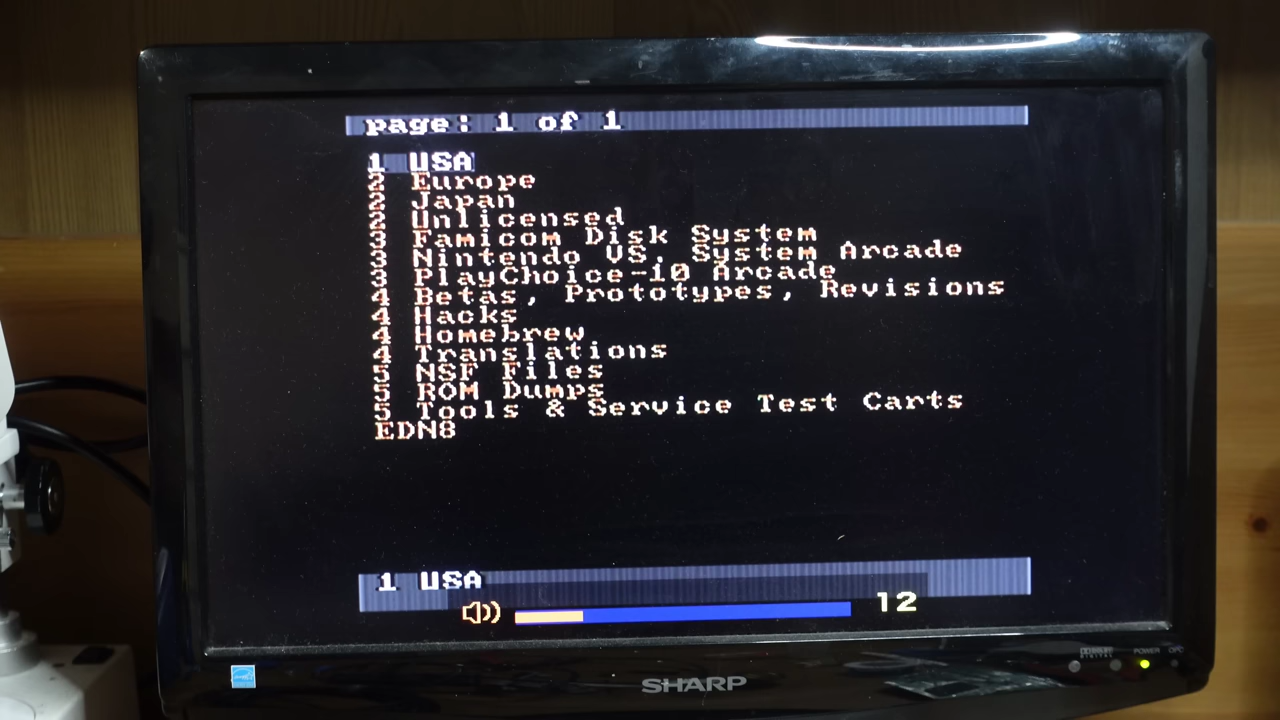 page: 1 of 1
1 USA
2 Europe
2 Japan
2 Unlicensed
3 Famicom Disk System
3 Nintendo VS. System Arcade
3 PlayChoice-10 Arcade
4 Betas, Prototypes, Revisions
4 Hacks
4 Homebrew
4 Translations
5 NSF Files
5 ROM Dumps
5 Tools & Service Test Carts
EDN8
1 USA
12
SHARP
POWER
OPC